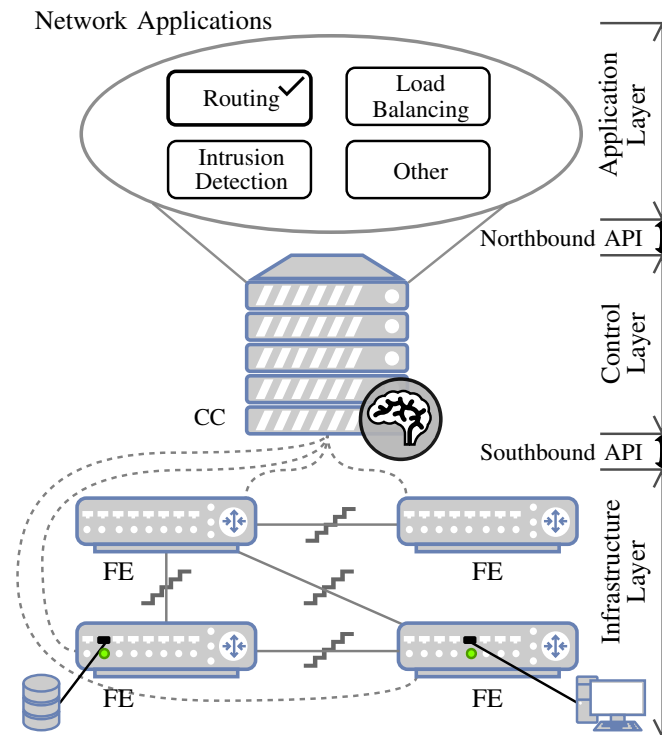 Network Applications
Routing
Load
Balancing
Intrusion
Detection
Other
Application
Layer
Northbound API
Control
Layer
CC
Southbound API
FE
FE
Infrastructure
Layer
FE
FE